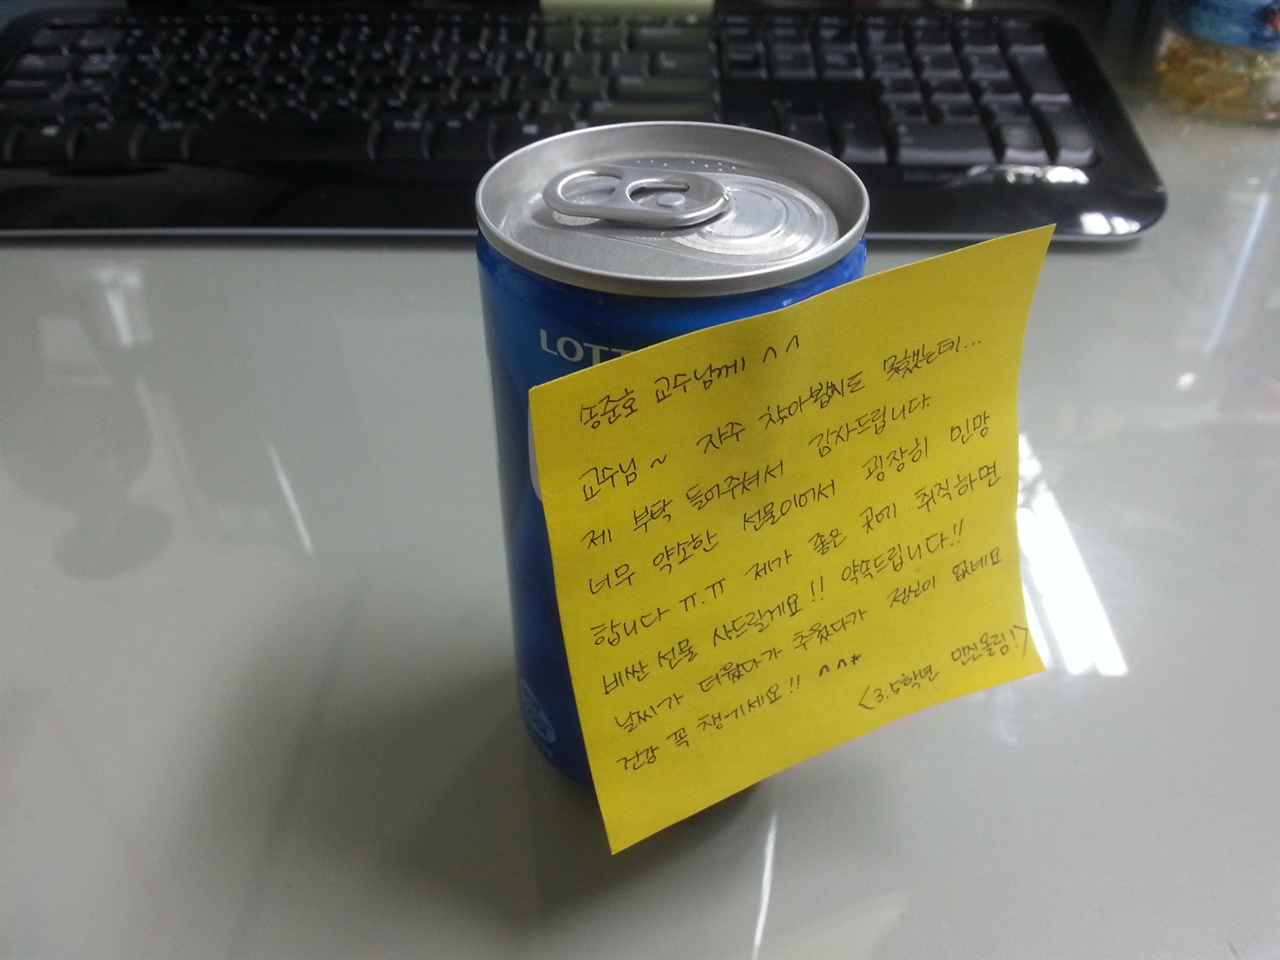 LOTT
송준호 교수님께 ^^
교수님~ 자주 찾아뵙지도 못했는데...
제 부탁 들어주셔서 감사드립니다.
너무 약소한 선물이어서 굉장히 민망
합니다 ㅠ.ㅠ 제가 좋은 곳에 취직하면
비싼 선물 사드릴게요!! 약속드립니다.!!
날씨가 더웠다가 추웠다가 정신이 없네요
건강 꼭 챙기세요!! ^^*
<3.5학년 만진올림!>